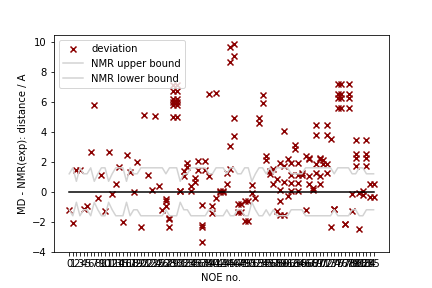 MD - NMR(exp): distance / A
10
8
6
4
2
0
−2
−4
deviation
NMR upper bound
NMR lower bound
NOE no.